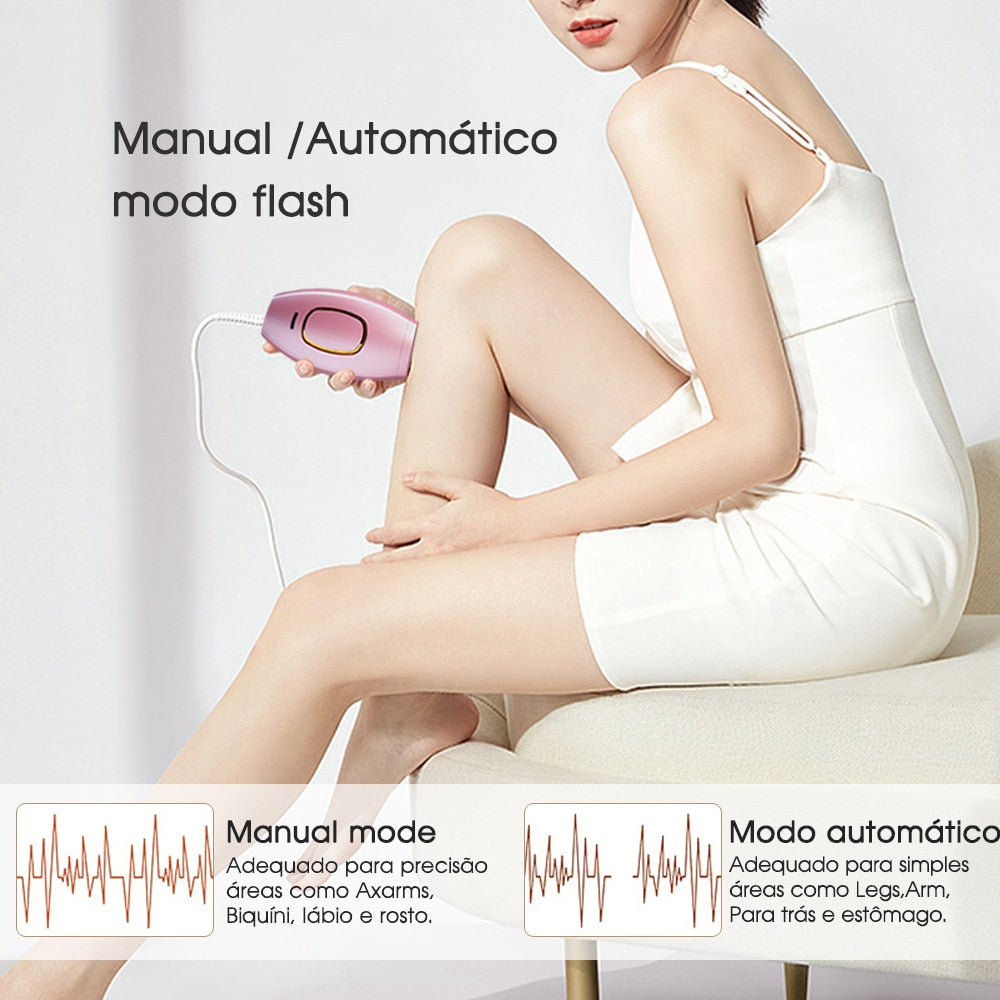 Manual /Automático
modo flash
Manual mode
Adequado para precisão
áreas como Axarms,
Biquíni, lábio e rosto.
Modo automático
Adequado para simples
áreas como Legs,Arm,
Para trás e estômago.